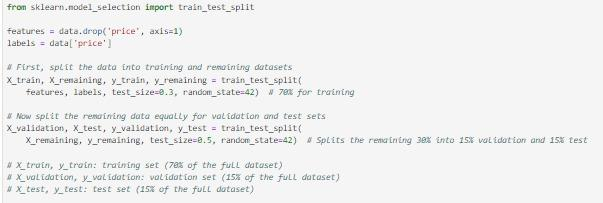 from sklearn.model_selection import train_test_split
features = data.drop('price', axis=1)
labels = data['price']
# First, split the data into training and remaining datasets
X_train, X_remaining, y_train, y_remaining = train_test_split(
    features, labels, test_size=0.3, random_state=42)  # 70% for training
# Now split the remaining data equally for validation and test sets
X_validation, X_test, y_validation, y_test = train_test_split(
    X_remaining, y_remaining, test_size=0.5, random_state=42)  # Splits the remaining 30% into 15% validation and 15% test
# X_train, y_train: training set (70% of the full dataset)
# X_validation, y_validation: validation set (15% of the full dataset)
# X_test, y_test: test set (15% of the full dataset)